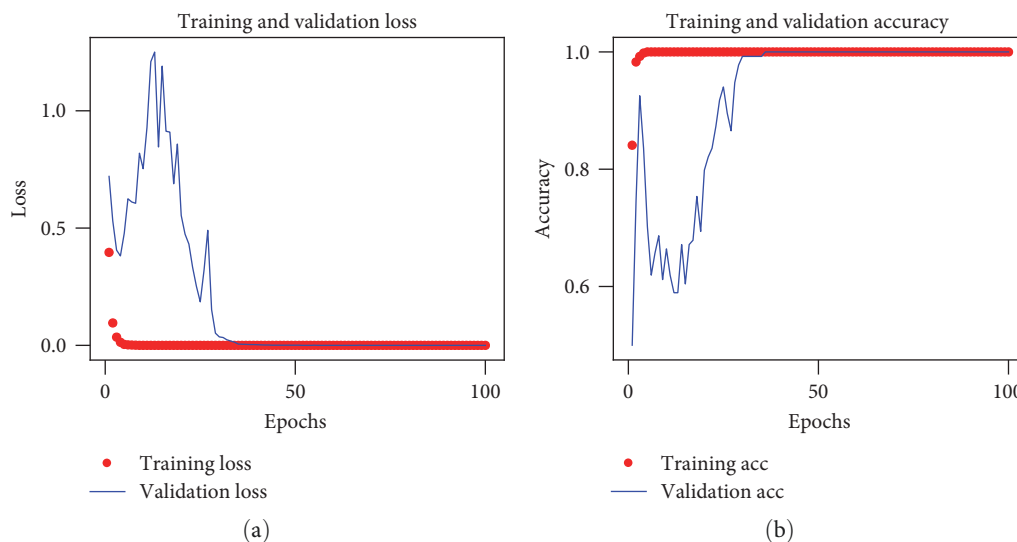 Training and validation loss
1.0
0.5
0.0
Loss
0
50
100
Epochs
Training loss
Validation loss
(a)
Training and validation accuracy
1.0
0.8
0.6
Accuracy
0
50
100
Epochs
Training acc
Validation acc
(b)